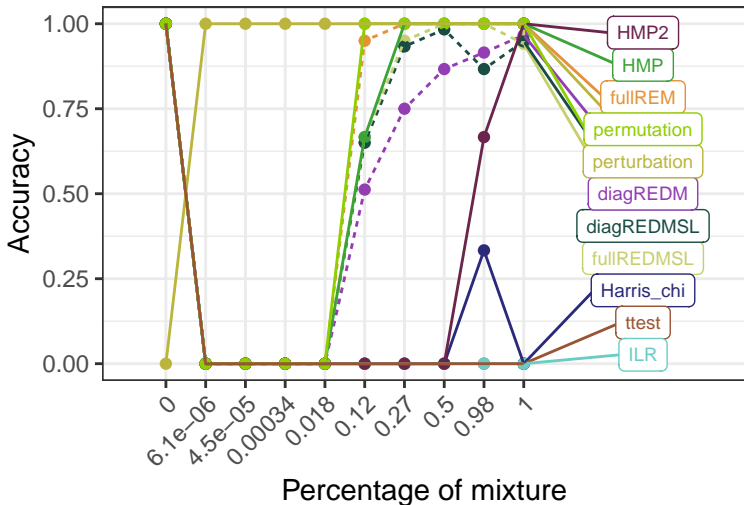 1.00
0.75
0.50
0.25
0.00
Accuracy
HMP2
HMP
fullREM
permutation
perturbation
diagREDM
diagREDMSL
fullREDMSL
Harris_chi
ttest
ILR
0
6.1e−06
4.5e−05
0.00034
0.018
0.12
0.27
0.5
0.98
1
Percentage of mixture